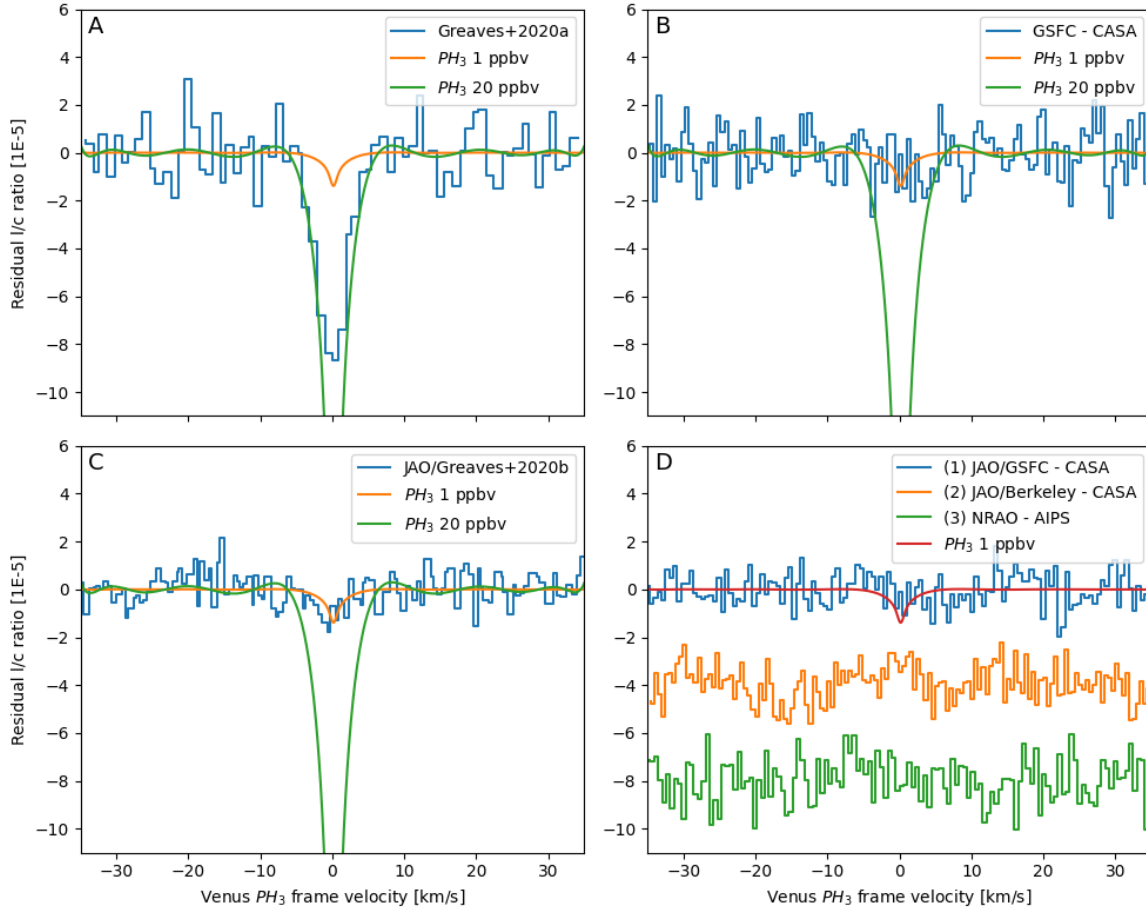 A
Greaves+2020a
PH₃ 1 ppbv
PH₃ 20 ppbv
6
4
2
0
−2
−4
−6
−8
−10
Residual l/c ratio [1E-5]
B
GSFC - CASA
PH₃ 1 ppbv
PH₃ 20 ppbv
6
4
2
0
−2
−4
−6
−8
−10
C
JAO/Greaves+2020b
PH₃ 1 ppbv
PH₃ 20 ppbv
6
4
2
0
−2
−4
−6
−8
−10
Residual l/c ratio [1E-5]
−30 −20 −10 0 10 20 30
Venus PH₃ frame velocity [km/s]
D
(1) JAO/GSFC - CASA
(2) JAO/Berkeley - CASA
(3) NRAO - AIPS
PH₃ 1 ppbv
6
4
2
0
−2
−4
−6
−8
−10
−30 −20 −10 0 10 20 30
Venus PH₃ frame velocity [km/s]